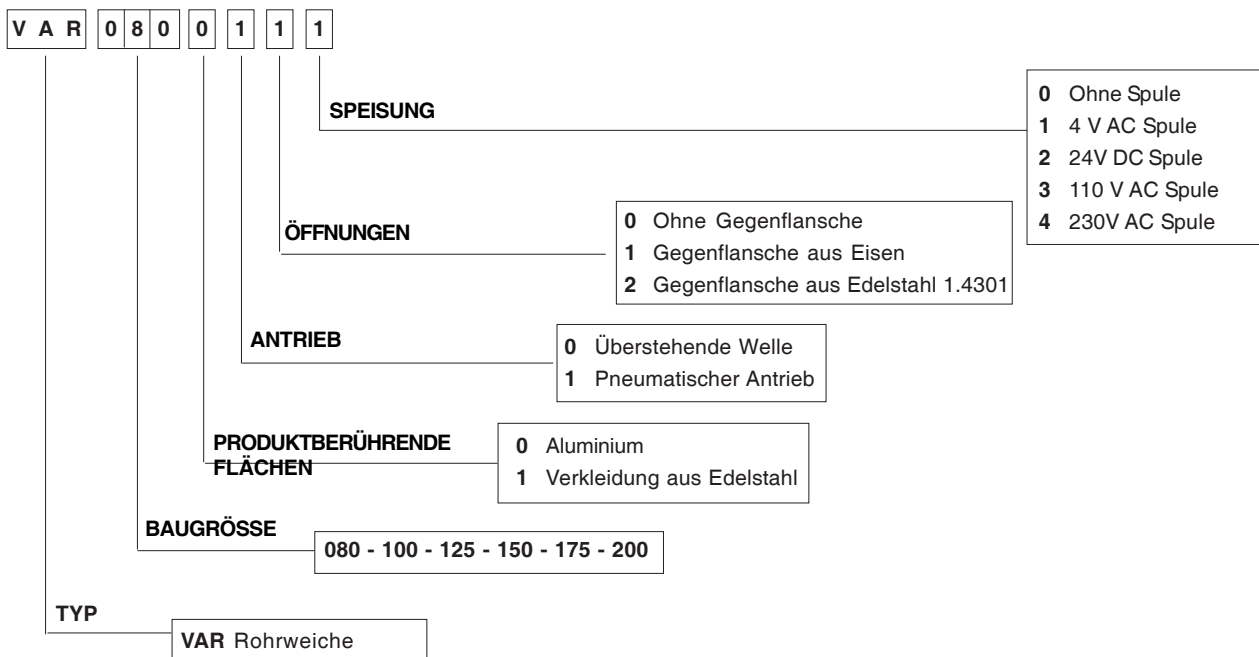 V A R 0 8 0 0 1 1 1
SPEISUNG
0 Ohne Spule
1 4 V AC Spule
2 24V DC Spule
3 110 V AC Spule
4 230V AC Spule
ÖFFNUNGEN
0 Ohne Gegenflansche
1 Gegenflansche aus Eisen
2 Gegenflansche aus Edelstahl 1.4301
ANTRIEB
0 Überstehende Welle
1 Pneumatischer Antrieb
PRODUKTBERÜHRENDE
FLÄCHEN
0 Aluminium
1 Verkleidung aus Edelstahl
BAUGRÖSSE
080 - 100 - 125 - 150 - 175 - 200
TYP
VAR Rohrweiche